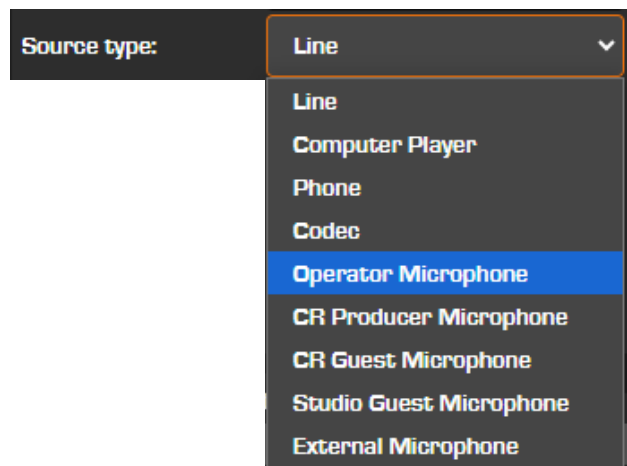 Source type: Line
Line
Computer Player
Phone
Codec
Operator Microphone
CR Producer Microphone
CR Guest Microphone
Studio Guest Microphone
External Microphone